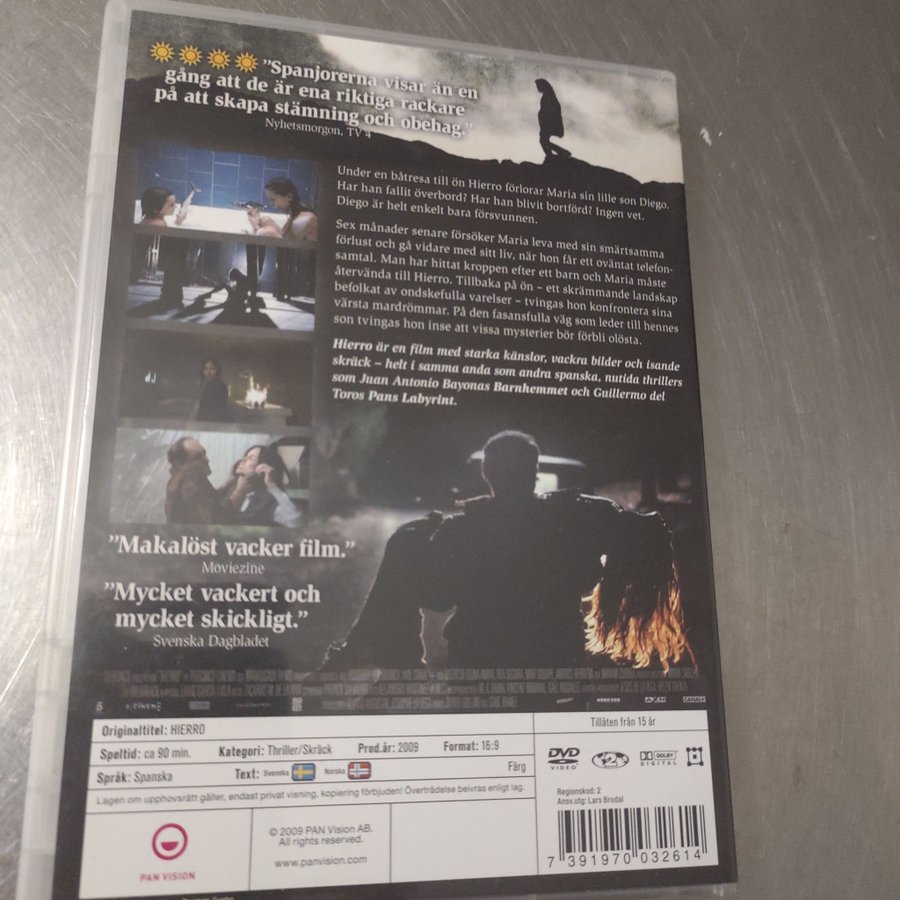 "Spanjorerna visar än en
gång att de är ena riktiga rackare
på att skapa stämning och obehag."
Nyhetsmorgon, TV 4
Under en båtresa till ön Hierro förlorar Maria sin lille son Diego.
Har han fallit överbord? Har han blivit bortförd? Ingen vet.
Diego är helt enkelt bara försvunnen.
Sex månader senare försöker Maria leva med sin smärtsamma
förlust och gå vidare med sitt liv, när hon får ett oväntat telefon-
samtal. Man har hittat kroppen efter ett barn och Maria måste
återvända till Hierro. Tillbaka på ön – ett skrämmande landskap
befolkat av ondskefulla varelser – tvingas hon konfrontera sina
värsta mardrömmar. På den fasansfulla väg som leder till hennes
son tvingas hon inse att vissa mysterier bör förbli olösta.
Hierro är en film med starka känslor, vackra bilder och isande
skräck – helt i samma anda som andra spanska, nutida thrillers
som Juan Antonio Bayonas Barnhemmet och Guillermo del
Toros Pans Labyrint.
"Makalöst vacker film."
Moviezine
"Mycket vackert och
mycket skickligt."
Svenska Dagbladet
AXN
CANAL+
Originaltitel: HIERRO
Speltid: ca 90 min. Kategori: Thriller/Skräck Prod.år: 2009 Format: 16:9
Språk: Spanska Text: Svenska Norska Färg
Lagen om upphovsrätt gäller, endast privat visning, kopiering förbjuden! Överträdelse beivras enligt lag.
PAN VISION
© 2009 PAN Vision AB.
All rights reserved.
www.panvision.com
Tillåten från 15 år
DVD VIDEO 2 DOLBY DIGITAL
Regionskod: 2
Ansv.utg: Lars Brodal
7 391970 032614